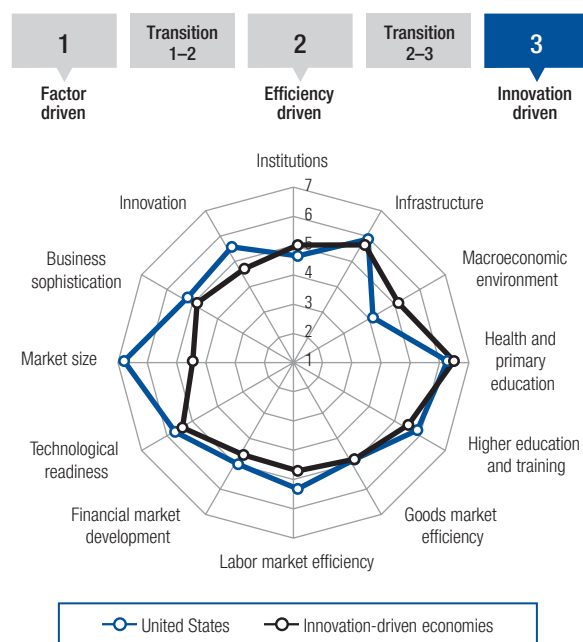 1
Transition
1–2
2
Transition
2–3
3
Factor
driven
Efficiency
driven
Innovation
driven
Institutions
Infrastructure
Macroeconomic
environment
Health and
primary
education
Higher education
and training
Goods market
efficiency
Labor market efficiency
Financial market
development
Technological
readiness
Market size
Business
sophistication
Innovation
7
6
5
4
3
2
1
United States
Innovation-driven economies